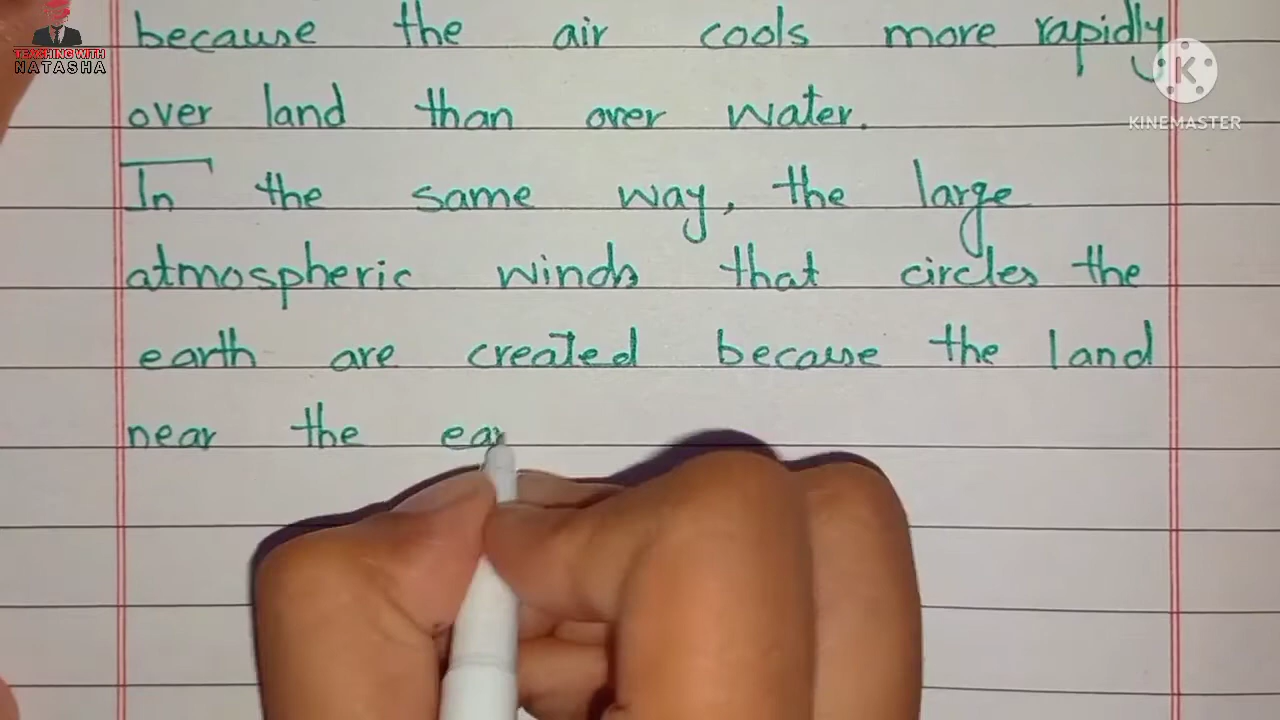 TEACHING WITH
NATASHA
because the air cools more rapidly
KINEMASTER
over land than over water.
In the same way, the large
atmospheric winds that circles the
earth are created because the land
near the ear